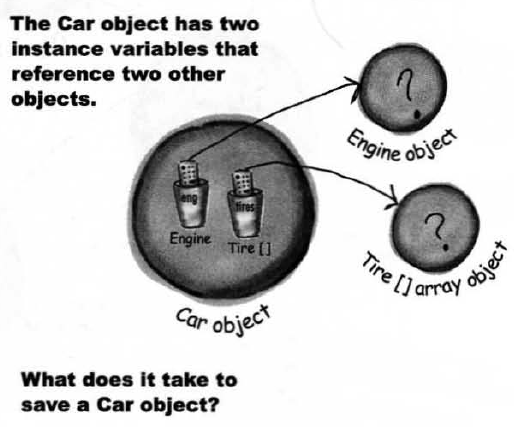 The Car object has two
instance variables that
reference two other
objects.
?
Engine object
eng
tires
Engine
Tire []
?
Tire [] array object
Car object
What does it take to
save a Car object?